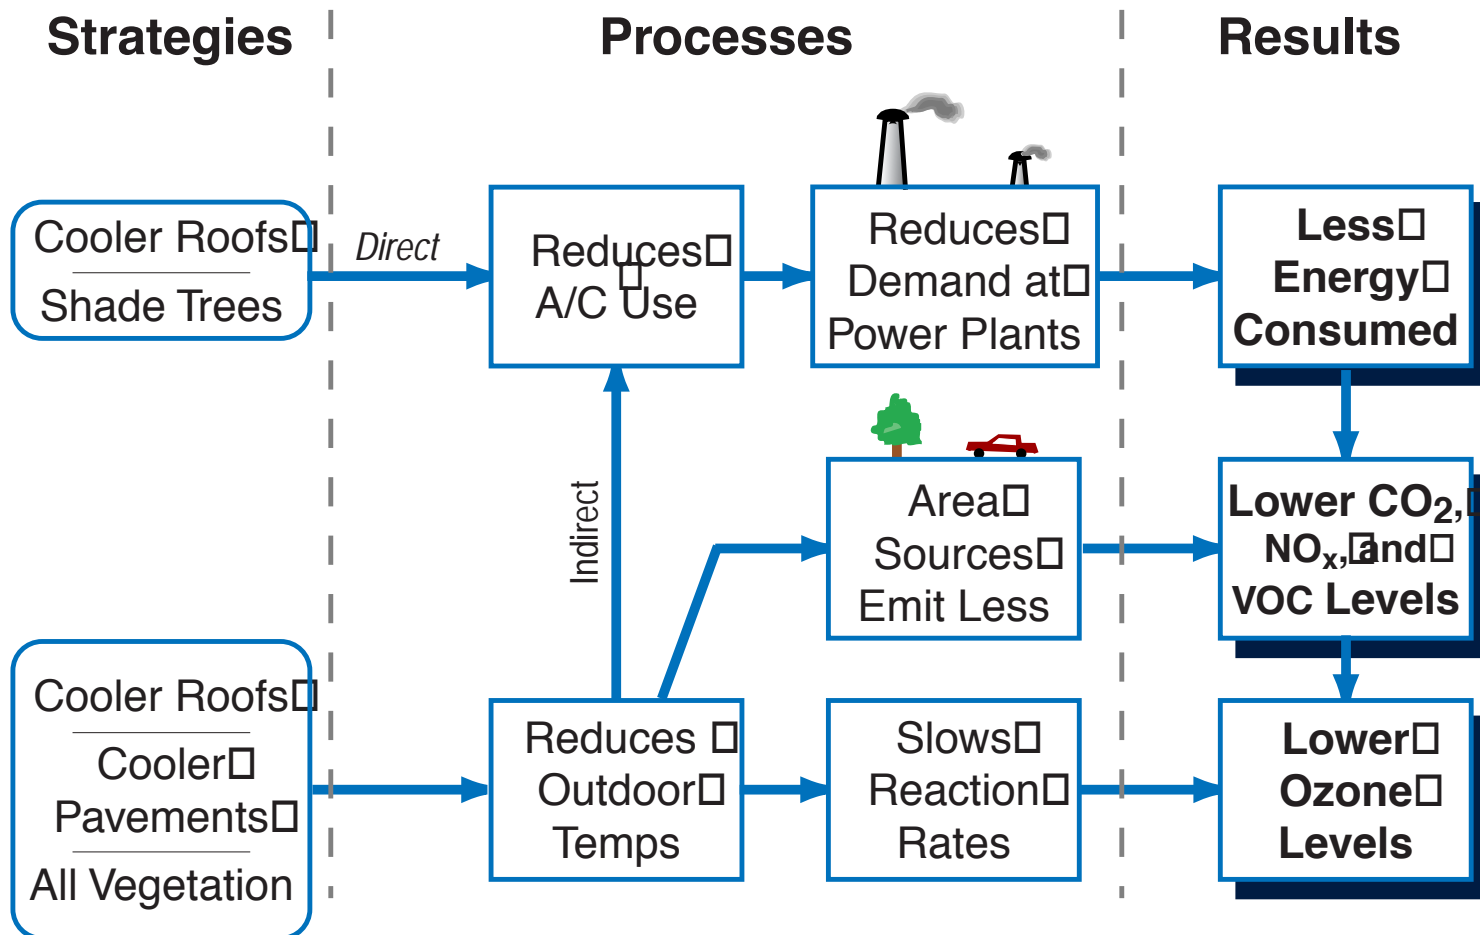 Strategies
Processes
Results
Cooler Roofs
Shade Trees
Direct
Reduces
A/C Use
Reduces
Demand at
Power Plants
Less
Energy
Consumed
Indirect
Area
Sources
Emit Less
Lower CO₂,
NOₓ, and
VOC Levels
Cooler Roofs
Cooler
Pavements
All Vegetation
Reduces
Outdoor
Temps
Slows
Reaction
Rates
Lower
Ozone
Levels